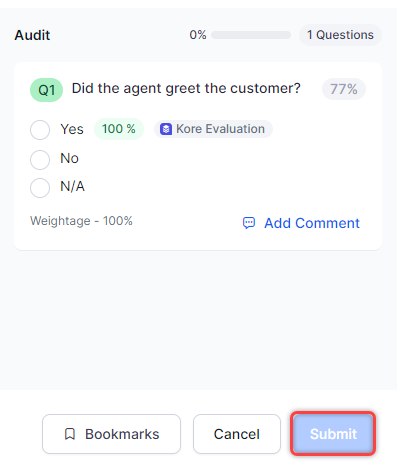 Audit 0% 1 Questions
Q1 Did the agent greet the customer? 77%
Yes 100 % Kore Evaluation
No
N/A
Weightage - 100% Add Comment
Bookmarks Cancel Submit